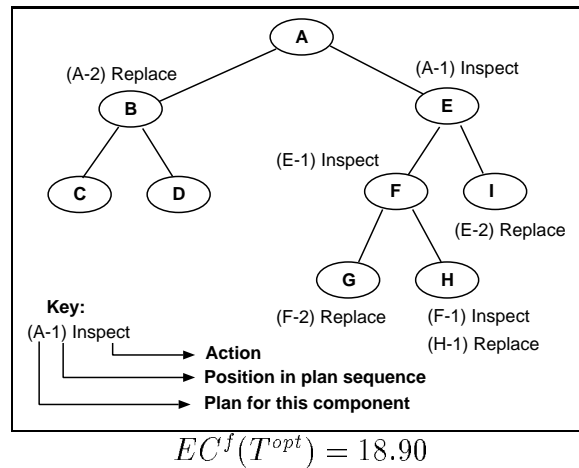 A
(A-2) Replace
(A-1) Inspect
B
E
(E-1) Inspect
C
D
F
I
(E-2) Replace
G
H
Key:
(F-2) Replace
(F-1) Inspect
(A-1) Inspect
(H-1) Replace
Action
Position in plan sequence
Plan for this component
EC^f(T^{opt}) = 18.90